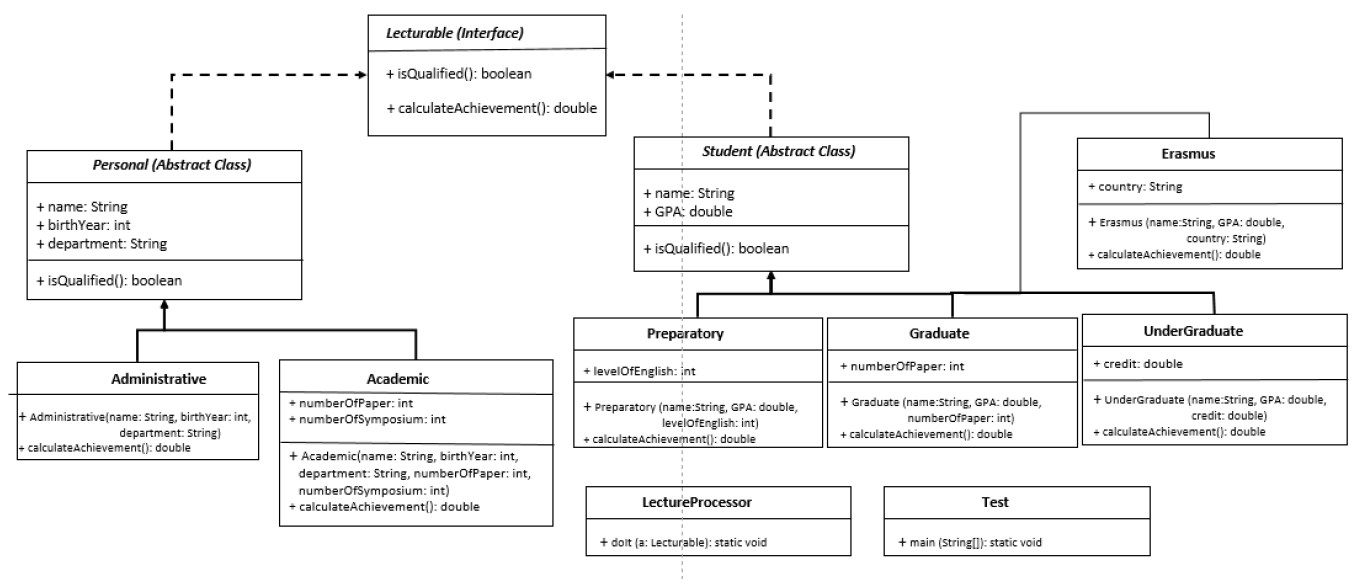 Lecturable (Interface)
+ isQualified(): boolean
+ calculateAchievement(): double
Personal (Abstract Class)
+ name: String
+ birthYear: int
+ department: String
+ isQualified(): boolean
Student (Abstract Class)
+ name: String
+ GPA: double
+ isQualified(): boolean
Erasmus
+ country: String
+ Erasmus (name:String, GPA: double,
country: String)
+ calculateAchievement(): double
Administrative
+ Administrative(name: String, birthYear: int,
department: String)
+ calculateAchievement(): double
Academic
+ numberOfPaper: int
+ numberOfSymposium: int
+ Academic(name: String, birthYear: int,
department: String, numberOfPaper: int,
numberOfSymposium: int)
+ calculateAchievement(): double
Preparatory
+ levelOfEnglish: int
+ Preparatory (name:String, GPA: double,
levelOfEnglish: int)
+ calculateAchievement(): double
Graduate
+ numberOfPaper: int
+ Graduate (name:String, GPA: double,
numberOfPaper: int)
+ calculateAchievement(): double
UnderGraduate
+ credit: double
+ UnderGraduate (name:String, GPA: double,
credit: double)
+ calculateAchievement(): double
LectureProcessor
+ doIt (a: Lecturable): static void
Test
+ main (String[]): static void